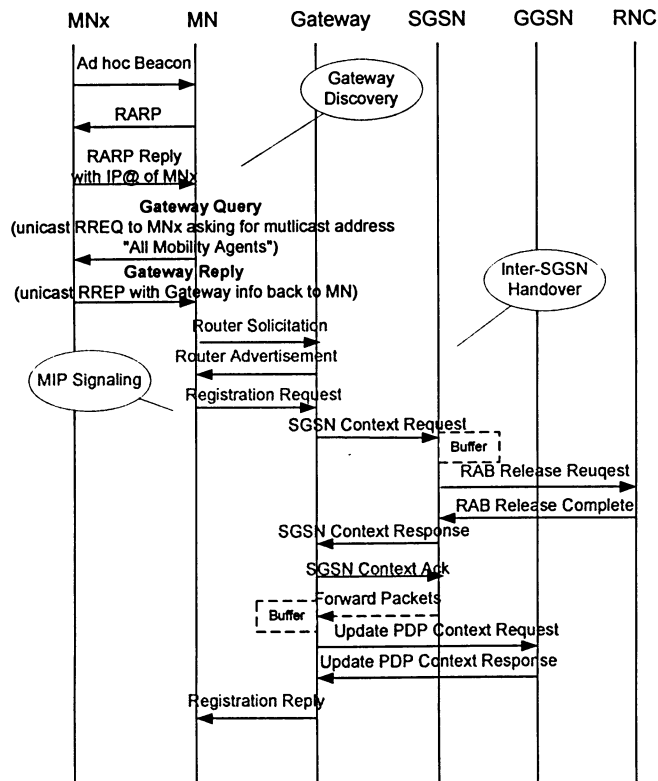 MNx MN Gateway SGSN GGSN RNC
Ad hoc Beacon
Gateway
Discovery
RARP
RARP Reply
with IP@ of MNx
Gateway Query
(unicast RREQ to MNx asking for mutlicast address
"All Mobility Agents")
Gateway Reply
(unicast RREP with Gateway info back to MN)
Inter-SGSN
Handover
Router Solicitation
Router Advertisement
MIP Signaling
Registration Request
SGSN Context Request
Buffer
RAB Release Reuqest
RAB Release Complete
SGSN Context Response
SGSN Context Ack
Forward Packets
Buffer
Update PDP Context Request
Update PDP Context Response
Registration Reply